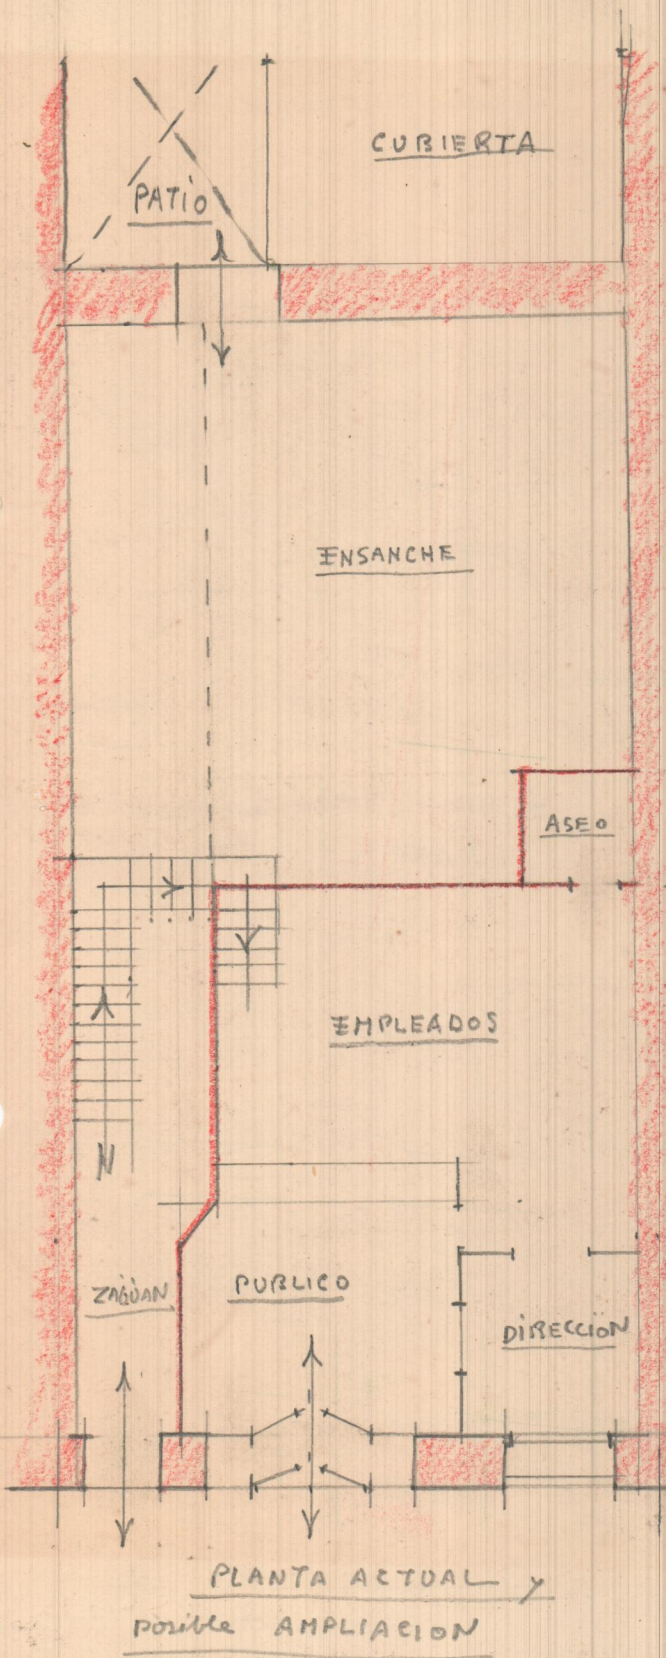 CUBIERTA
PATIO
ENSANCHE
ASEO
EMPLEADOS
N
ZAGUAN
PUBLICO
DIRECCION
PLANTA ACTUAL y
posible AMPLIACION